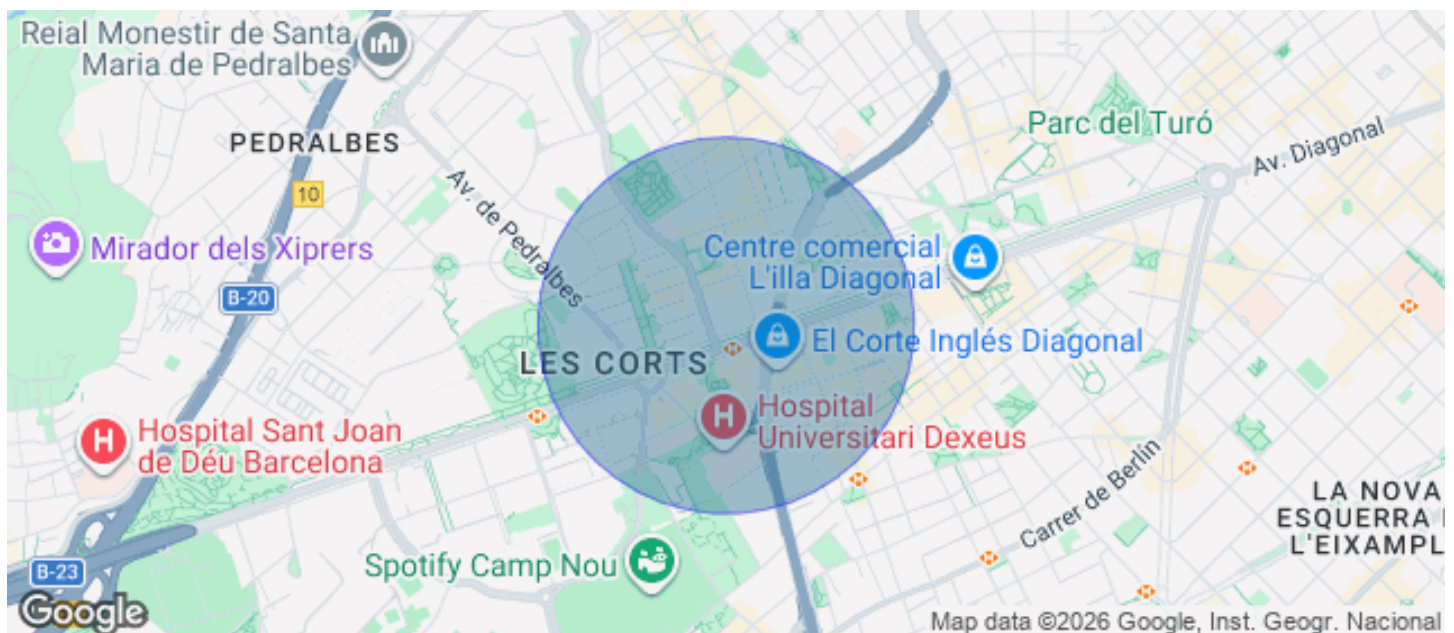 Reial Monestir de Santa
Maria de Pedralbes
PEDRALBES
10
Av. de Pedralbes
Parc del Turó
Av. Diagonal
Mirador dels Xiprers
B-20
Centre comercial
L'illa Diagonal
El Corte Inglés Diagonal
LES CORTS
Hospital
Universitari Dexeus
Hospital Sant Joan
de Déu Barcelona
Carrer de Berlín
LA NOVA
ESQUERRA
L'EIXAMPL
Spotify Camp Nou
B-23
Google
Map data ©2026 Google, Inst. Geogr. Nacional